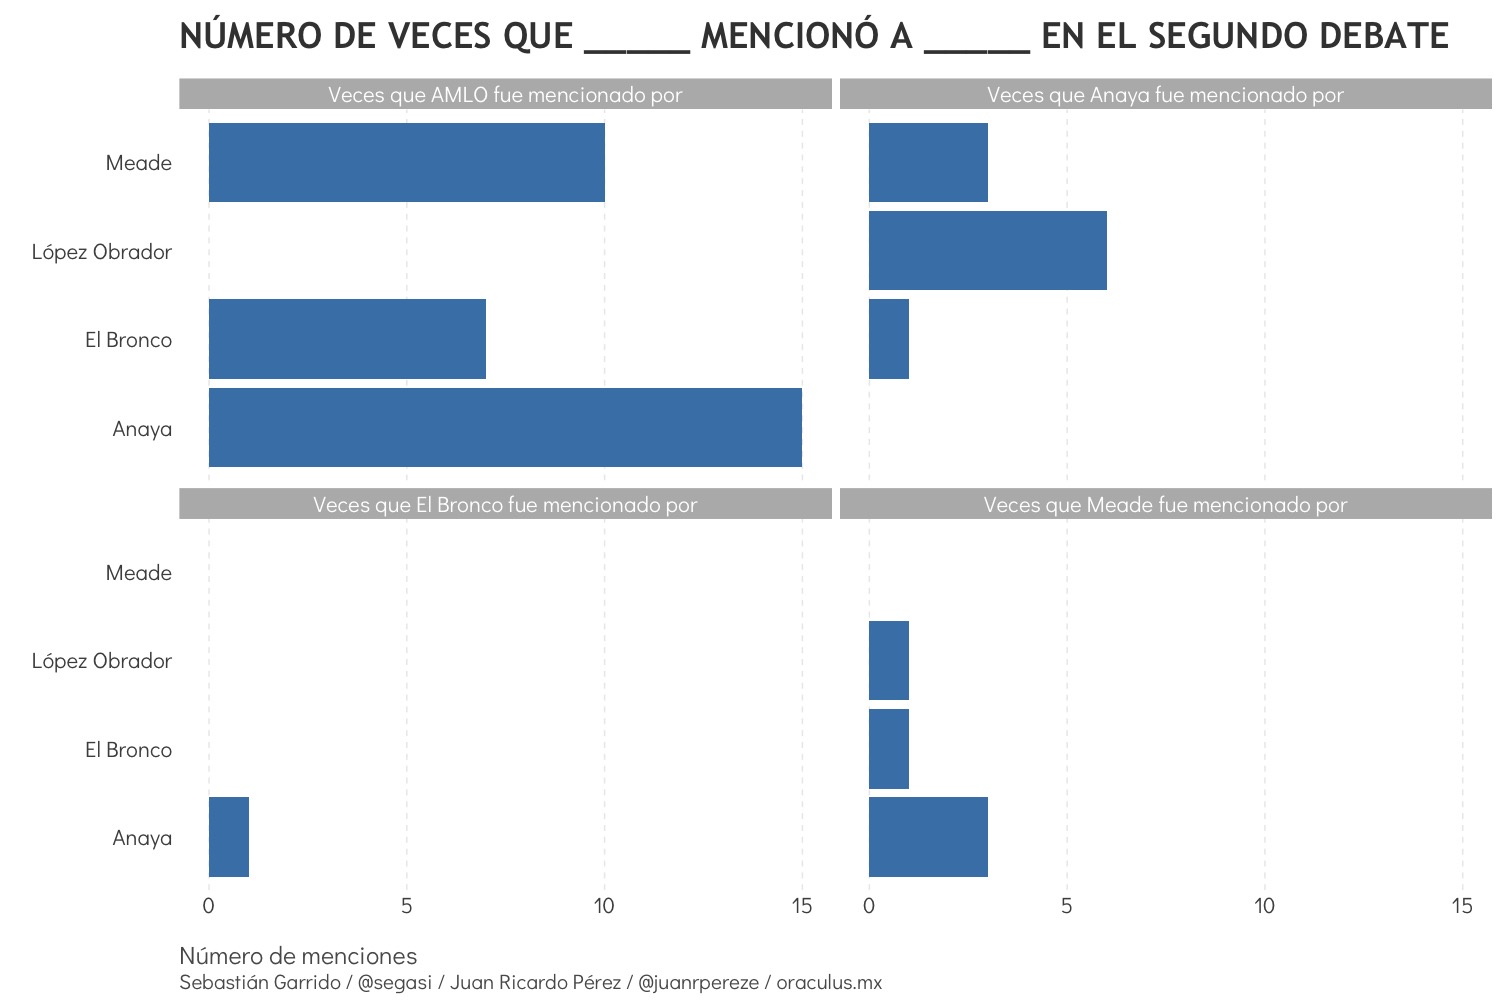 NÚMERO DE VECES QUE _____ MENCIONÓ A _____ EN EL SEGUNDO DEBATE
Veces que AMLO fue mencionado por
Veces que Anaya fue mencionado por
Meade
López Obrador
El Bronco
Anaya
Veces que El Bronco fue mencionado por
Veces que Meade fue mencionado por
Meade
López Obrador
El Bronco
Anaya
0 5 10 15 0 5 10 15
Número de menciones
Sebastián Garrido / @segasi / Juan Ricardo Pérez / @juanrpereze / oraculus.mx